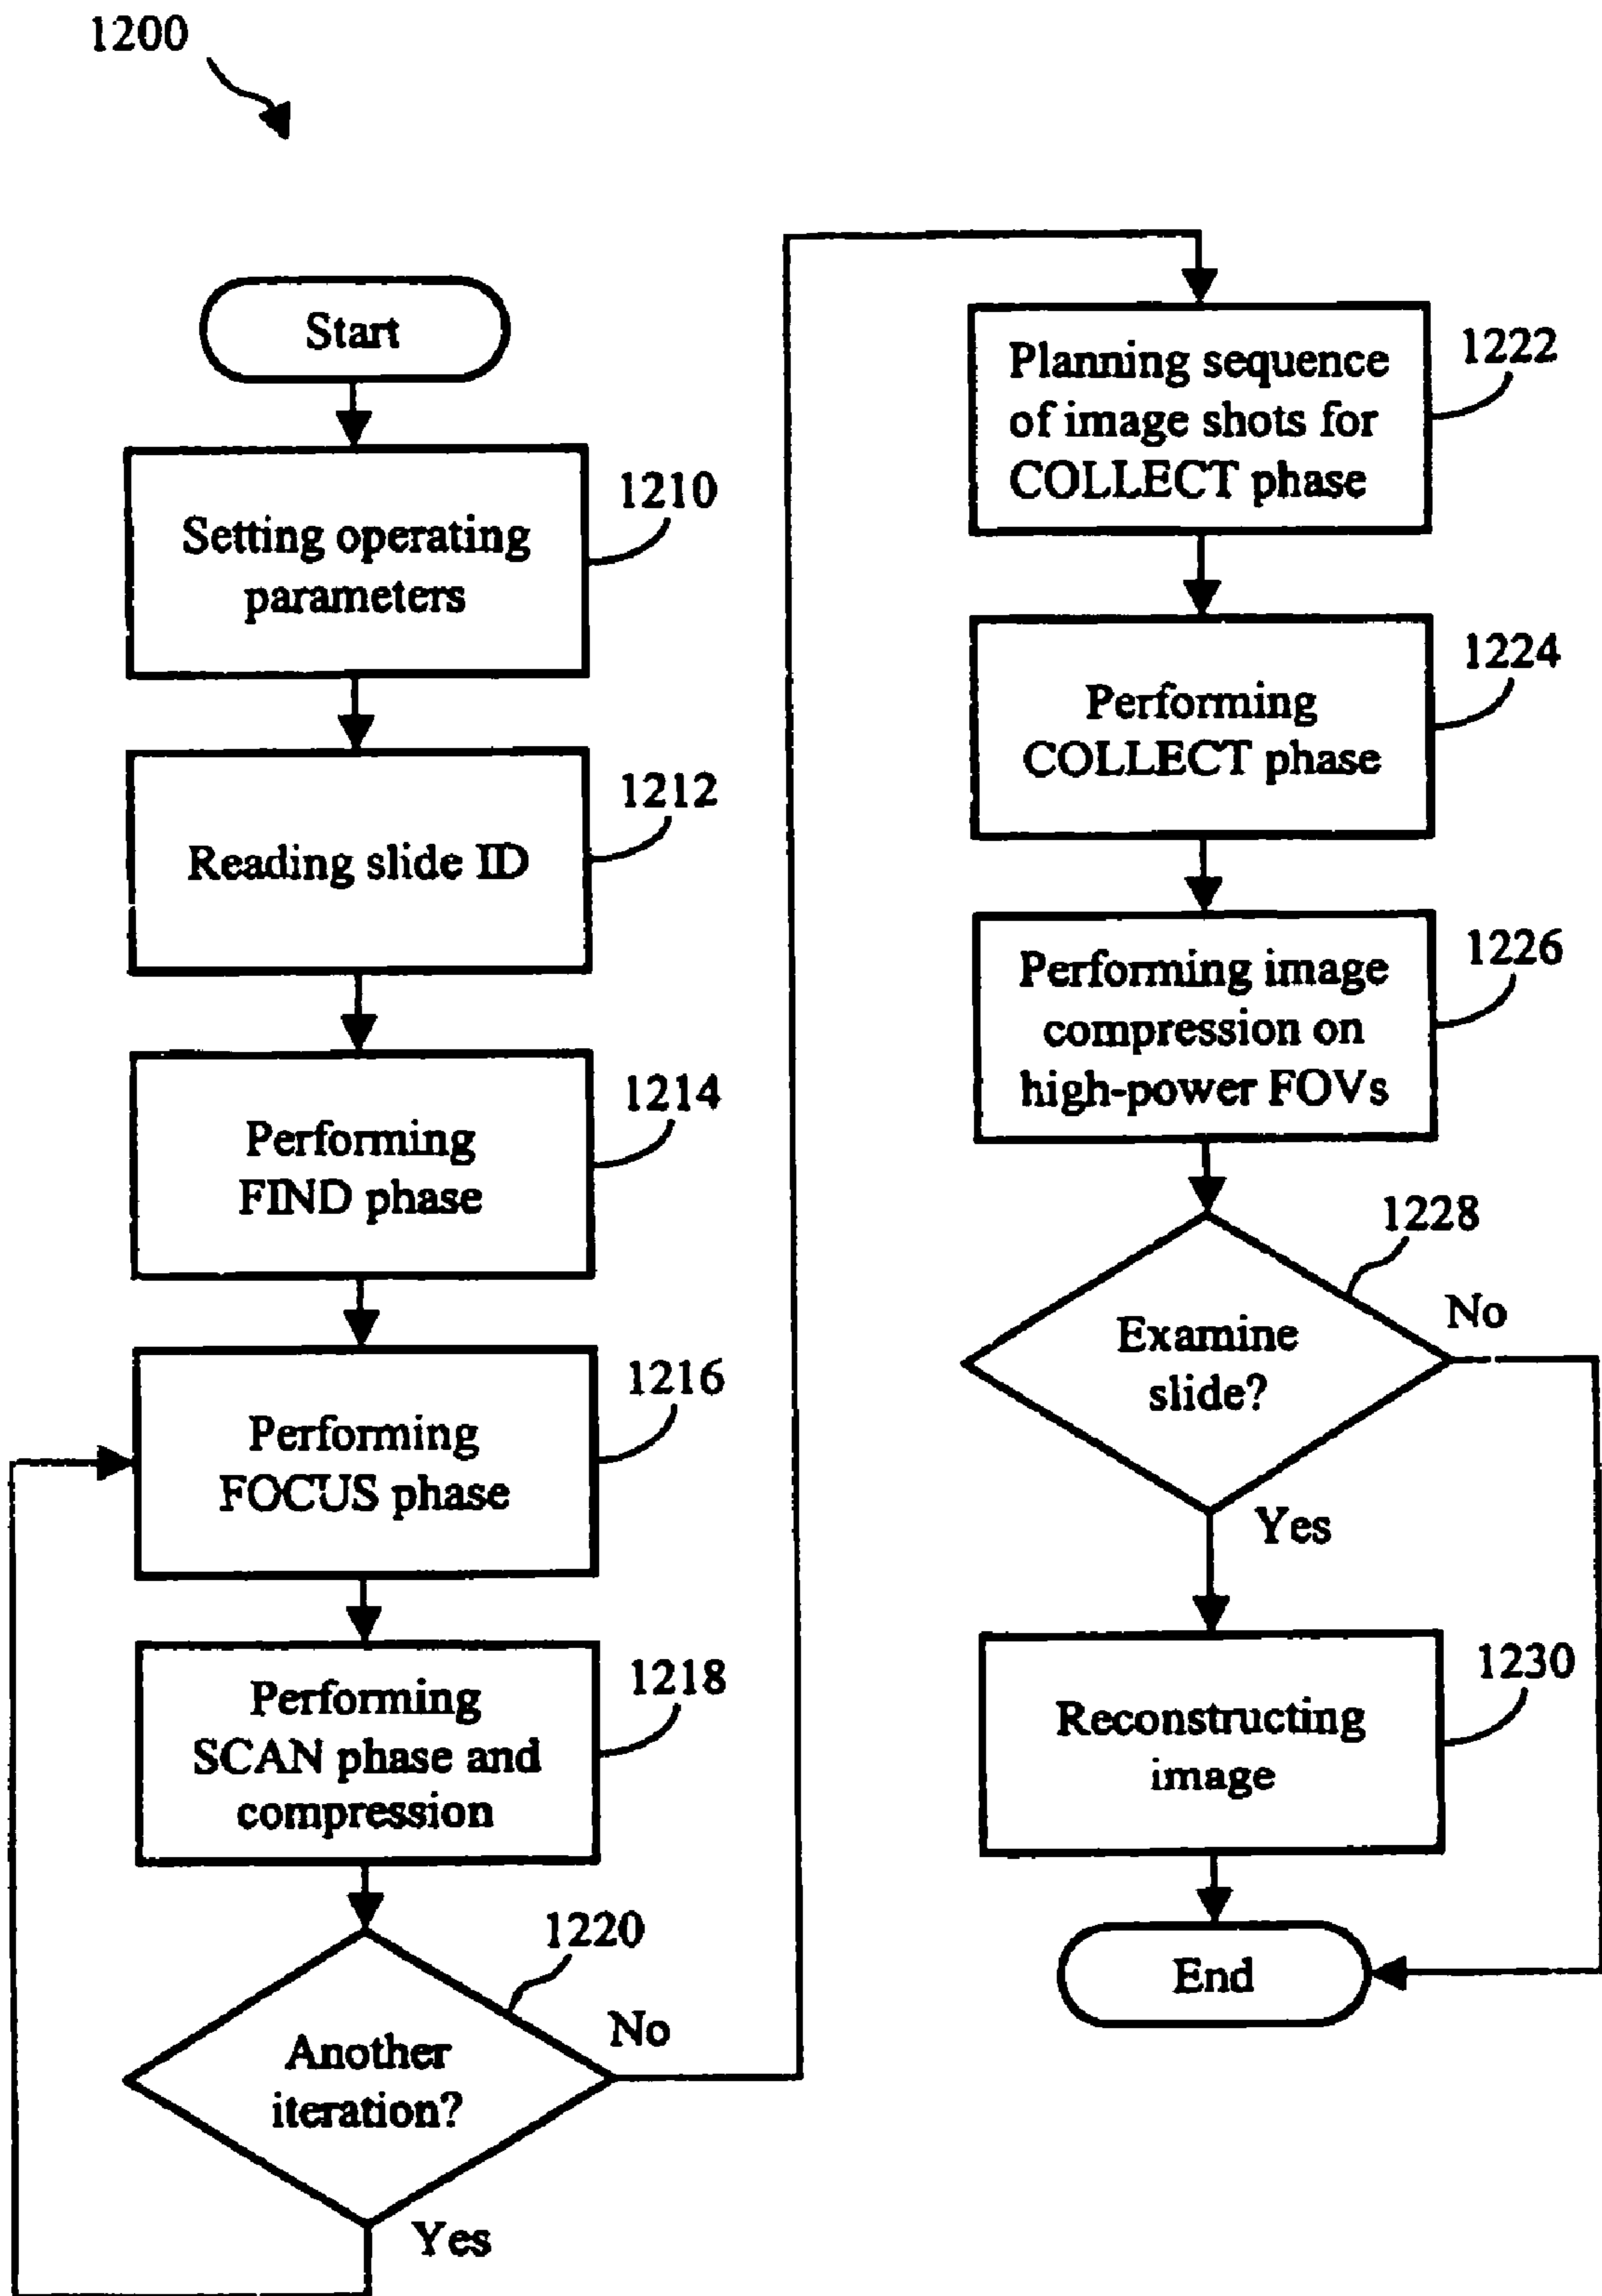 1200
Start
Setting operating
parameters
1210
Reading slide ID
1212
Performing
FIND phase
1214
Performing
FOCUS phase
1216
Performing
SCAN phase and
compression
1218
Another
iteration?
1220
No
Yes
Planning sequence
of image shots for
COLLECT phase
1222
Performing
COLLECT phase
1224
Performing image
compression on
high-power FOVs
1226
Examine
slide?
1228
No
Yes
Reconstructing
image
1230
End